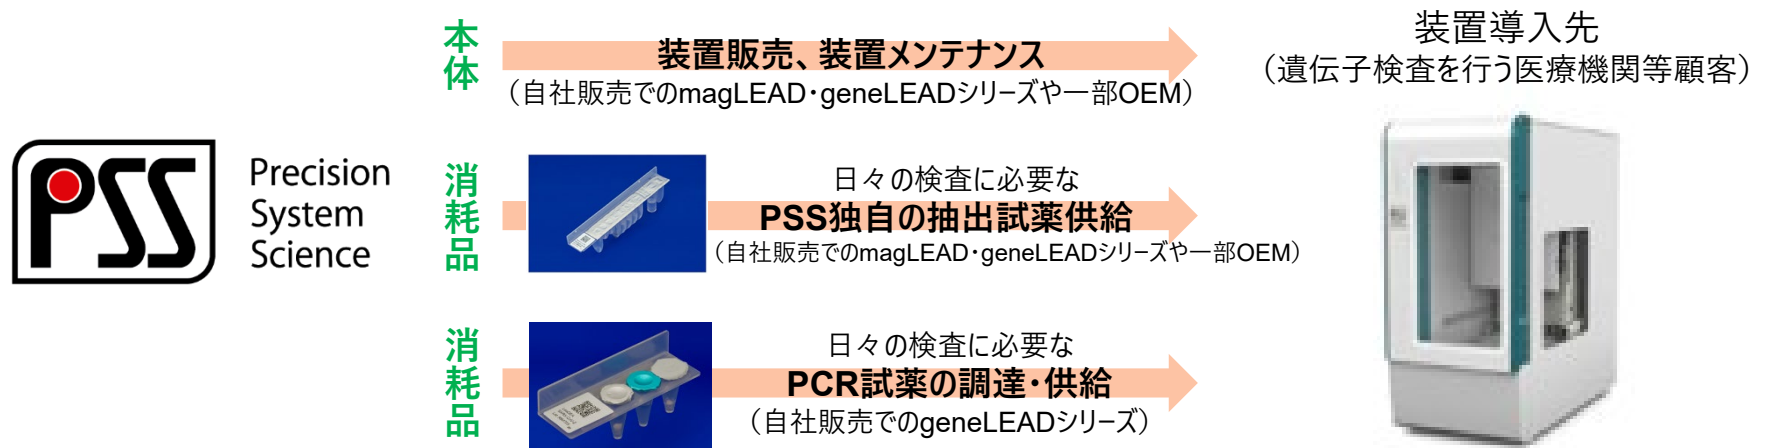 PSS
Precision
System
Science
本体
装置販売、装置メンテナンス
（自社販売でのmagLEAD・geneLEADシリーズや一部OEM）
消耗品
日々の検査に必要な
PSS独自の抽出試薬供給
（自社販売でのmagLEAD・geneLEADシリーズや一部OEM）
消耗品
日々の検査に必要な
PCR試薬の調達・供給
（自社販売でのgeneLEADシリーズ）
装置導入先
（遺伝子検査を行う医療機関等顧客）